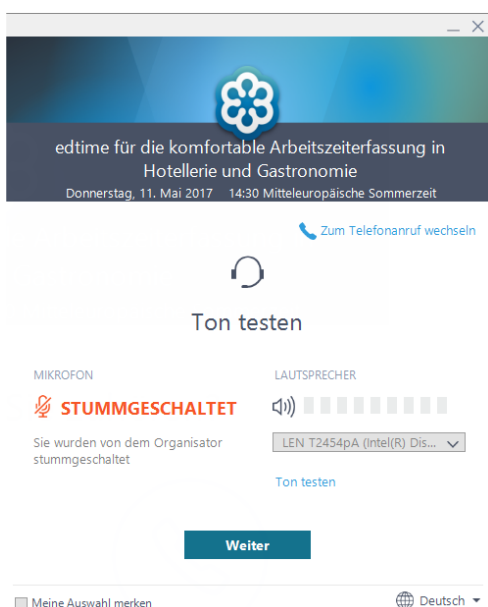 edtime für die komfortable Arbeitszeiterfassung in
Hotellerie und Gastronomie
Donnerstag, 11. Mai 2017 14:30 Mitteleuropäische Sommerzeit
Zum Telefonanruf wechseln
Ton testen
MIKROFON
STUMMGESCHALTET
Sie wurden von dem Organisator
stummgeschaltet
LAUTSPRECHER
LEN T2454pA (Intel(R) Dis...
Ton testen
Weiter
Meine Auswahl merken
Deutsch